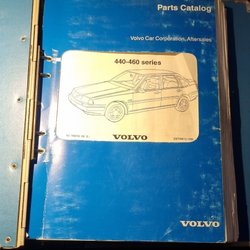 Parts Catalog
Volvo Car Corporation, Aftersales
440-460 series
VOLVO
VOLVO